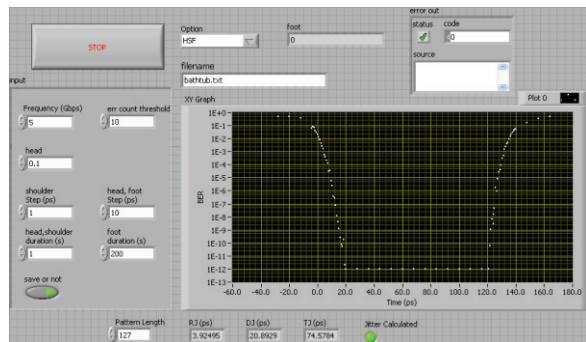 error out
status code
0
source
STOP
Option
HSF
foot
0
filename
bathtub.txt
input
Frequency (Gbps)
5
err count threshold
10
head
0.1
shoulder
Step (ps)
1
head, foot
Step (ps)
10
head,shoulder
duration (s)
1
foot
duration (s)
200
save or not
XY Graph
Plot 0
BER
1E+0
1E-1
1E-2
1E-3
1E-4
1E-5
1E-6
1E-7
1E-8
1E-9
1E-10
1E-11
1E-12
1E-13
-60.0 -40.0 -20.0 0.0 20.0 40.0 60.0 80.0 100.0 120.0 140.0 160.0 180.0
Time (ps)
Pattern Length
127
RJ (ps)
3.92495
DJ (ps)
20.8929
TJ (ps)
74.5784
Jitter Calculated